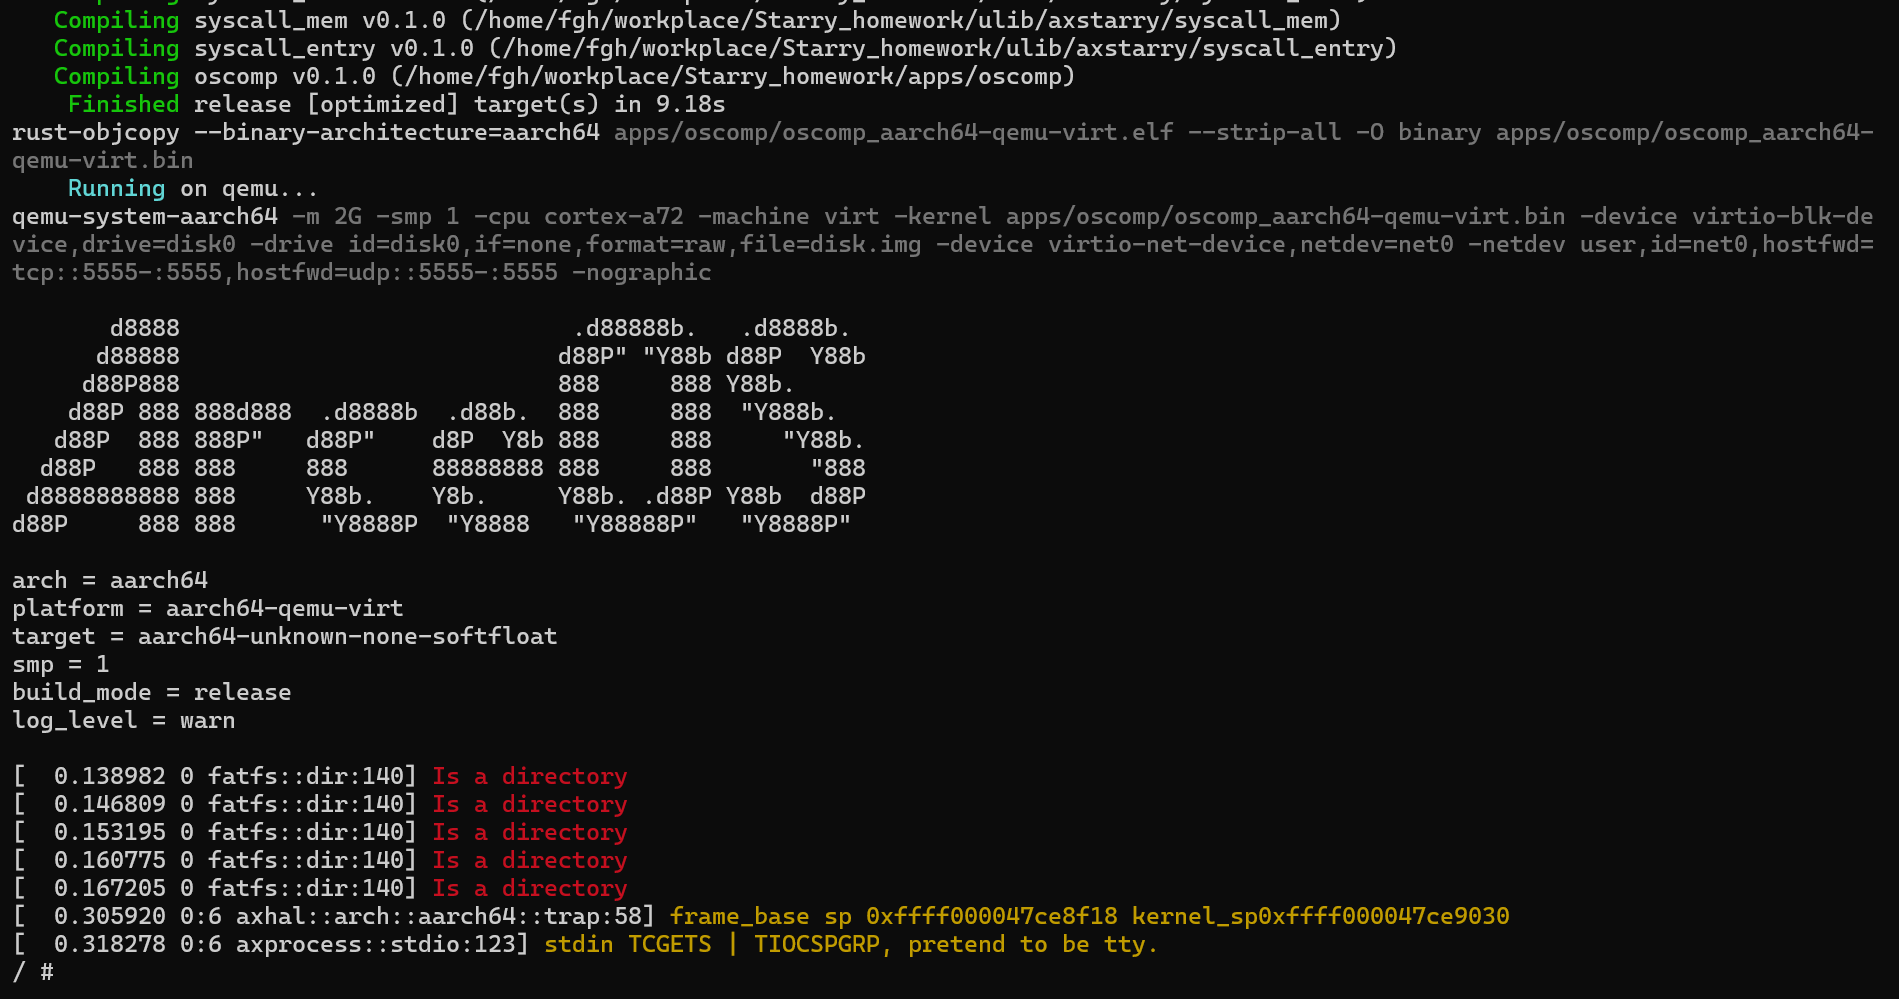 Compiling syscall_mem v0.1.0 (/home/fgh/workplace/Starry_homework/ulib/axstarry/syscall_mem)
   Compiling syscall_entry v0.1.0 (/home/fgh/workplace/Starry_homework/ulib/axstarry/syscall_entry)
   Compiling oscomp v0.1.0 (/home/fgh/workplace/Starry_homework/apps/oscomp)
    Finished release [optimized] target(s) in 9.18s
rust-objcopy --binary-architecture=aarch64 apps/oscomp/oscomp_aarch64-qemu-virt.elf --strip-all -O binary apps/oscomp/oscomp_aarch64-
qemu-virt.bin
    Running on qemu...
qemu-system-aarch64 -m 2G -smp 1 -cpu cortex-a72 -machine virt -kernel apps/oscomp/oscomp_aarch64-qemu-virt.bin -device virtio-blk-de
vice,drive=disk0 -drive id=disk0,if=none,format=raw,file=disk.img -device virtio-net-device,netdev=net0 -netdev user,id=net0,hostfwd=
tcp::5555-:5555,hostfwd=udp::5555-:5555 -nographic

       d8888                            .d88888b.   .d8888b.
      d88888                           d88P" "Y88b d88P  Y88b
     d88P888                           888     888 Y88b.
    d88P 888 888d888  .d8888b  .d88b.  888     888  "Y888b.
   d88P  888 888P"   d88P"    d8P  Y8b 888     888     "Y88b.
  d88P   888 888     888      88888888 888     888       "888
 d8888888888 888     Y88b.    Y8b.     Y88b. .d88P Y88b  d88P
d88P     888 888      "Y8888P  "Y8888   "Y88888P"   "Y8888P"

arch = aarch64
platform = aarch64-qemu-virt
target = aarch64-unknown-none-softfloat
smp = 1
build_mode = release
log_level = warn

[  0.138982 0 fatfs::dir:140] Is a directory
[  0.146809 0 fatfs::dir:140] Is a directory
[  0.153195 0 fatfs::dir:140] Is a directory
[  0.160775 0 fatfs::dir:140] Is a directory
[  0.167205 0 fatfs::dir:140] Is a directory
[  0.305920 0:6 axhal::arch::aarch64::trap:58] frame_base sp 0xffff000047ce8f18 kernel_sp0xffff000047ce9030
[  0.318278 0:6 axprocess::stdio:123] stdin TCGETS | TIOCSPGRP, pretend to be tty.
/ #